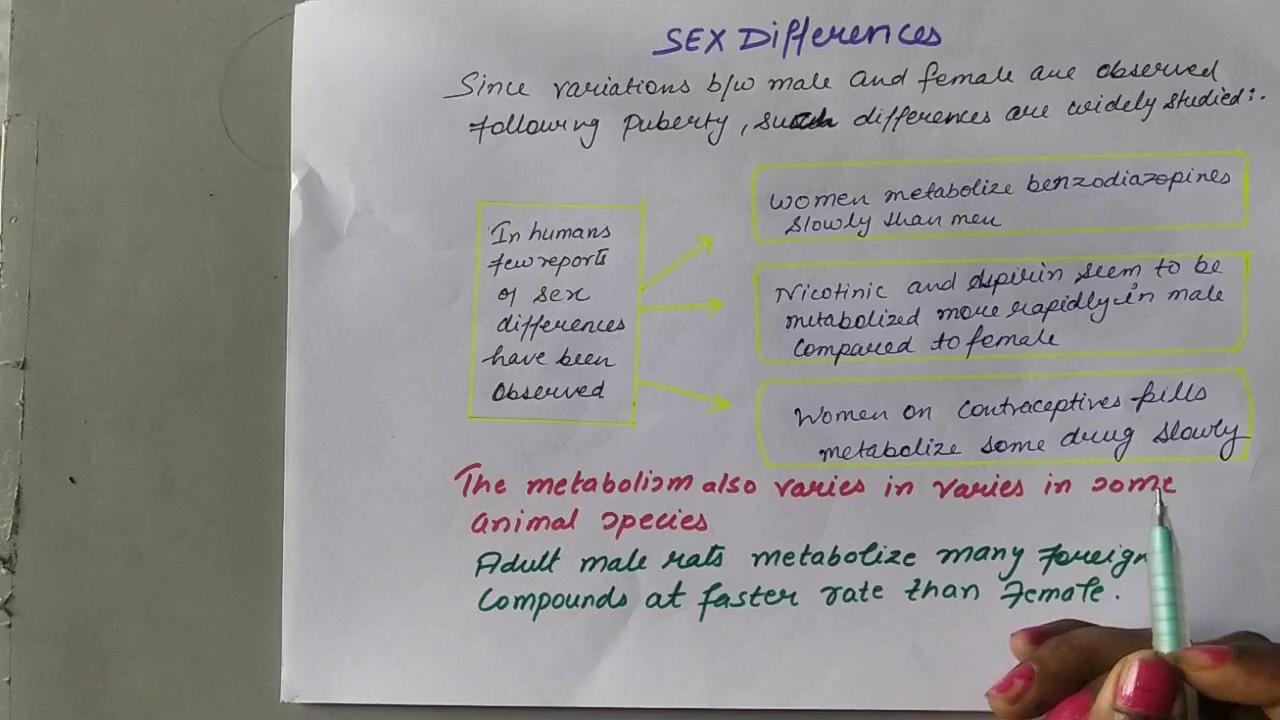 SEX Differences
Since variations b/w male and female are observed
following puberty, such differences are widely studied:-
In humans
few reports
of sex
differences
have been
observed
Women metabolize benzodiazopines
slowly than men
Nicotinic and Aspirin seem to be
metabolized more rapidly in male
compared to female
Women on contraceptives pills
metabolize some drug slowly
The metabolism also varies in varies in some
animal species
Adult male rats metabolize many foreign
compounds at faster rate than female.